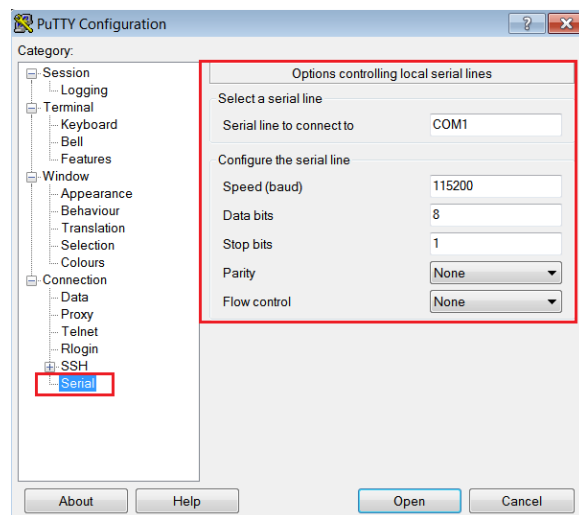 PuTTY Configuration
Category:
Session
Logging
Terminal
Keyboard
Bell
Features
Window
Appearance
Behaviour
Translation
Selection
Colours
Connection
Data
Proxy
Telnet
Rlogin
SSH
Serial
Options controlling local serial lines
Select a serial line
Serial line to connect to COM1
Configure the serial line
Speed (baud) 115200
Data bits 8
Stop bits 1
Parity None
Flow control None
About Help Open Cancel